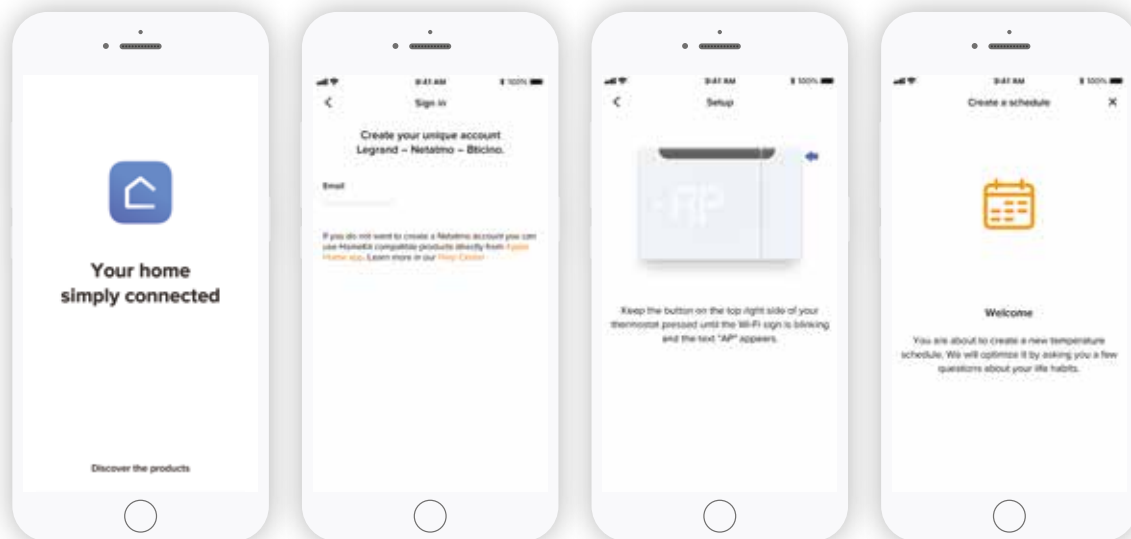 Your home
simply connected
Discover the products
9:41 AM
100%
Sign in
Create your unique account
Legrand – Netatmo – Bticino.
Email
If you do not want to create a Netatmo account you can
use HomeKit compatible products directly from Apple
Home app. Learn more in our Help Center
9:41 AM
100%
Setup
AP
Keep the button on the top right side of your
thermostat pressed until the Wi-Fi sign is blinking
and the text "AP" appears.
9:41 AM
100%
Create a schedule
Welcome
You are about to create a new temperature
schedule. We will optimize it by asking you a few
questions about your life habits.